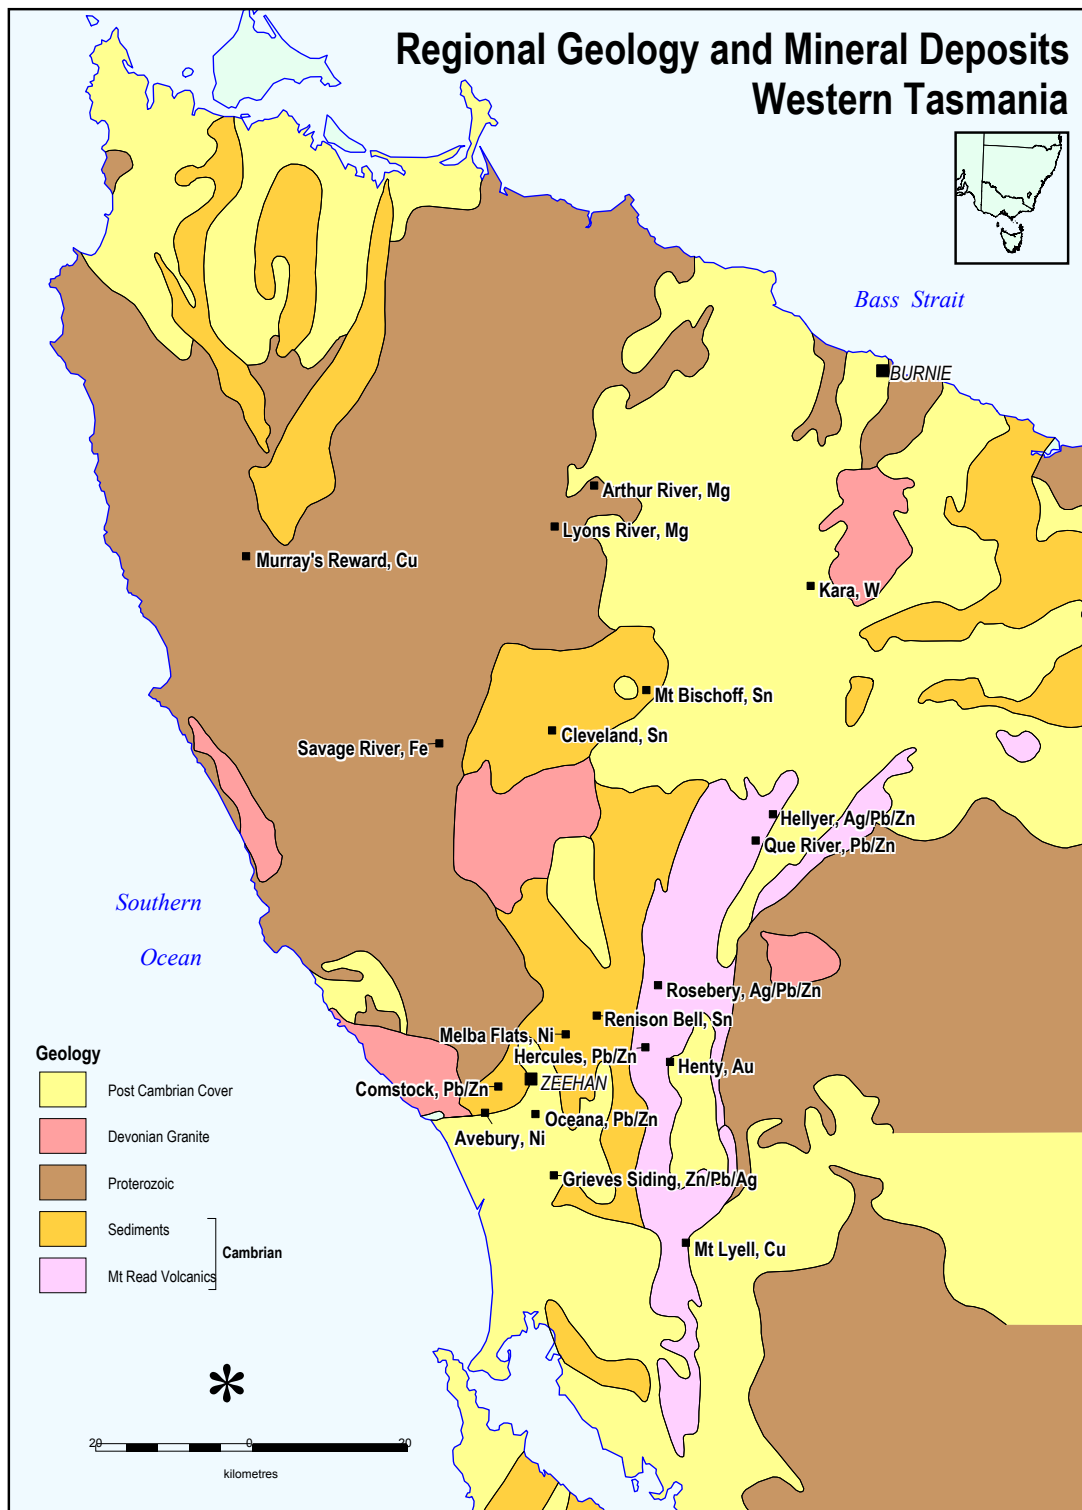 Regional Geology and Mineral Deposits
Western Tasmania
Bass Strait
BURNIE
Arthur River, Mg
Lyons River, Mg
Murray's Reward, Cu
Kara, W
Mt Bischoff, Sn
Cleveland, Sn
Savage River, Fe
Hellyer, Ag/Pb/Zn
Que River, Pb/Zn
Southern
Ocean
Rosebery, Ag/Pb/Zn
Renison Bell, Sn
Melba Flats, Ni
Hercules, Pb/Zn
Henty, Au
ZEEHAN
Comstock, Pb/Zn
Oceana, Pb/Zn
Avebury, Ni
Grieves Siding, Zn/Pb/Ag
Mt Lyell, Cu
Geology
Post Cambrian Cover
Devonian Granite
Proterozoic
Sediments
Cambrian
Mt Read Volcanics
20 0 20
kilometres